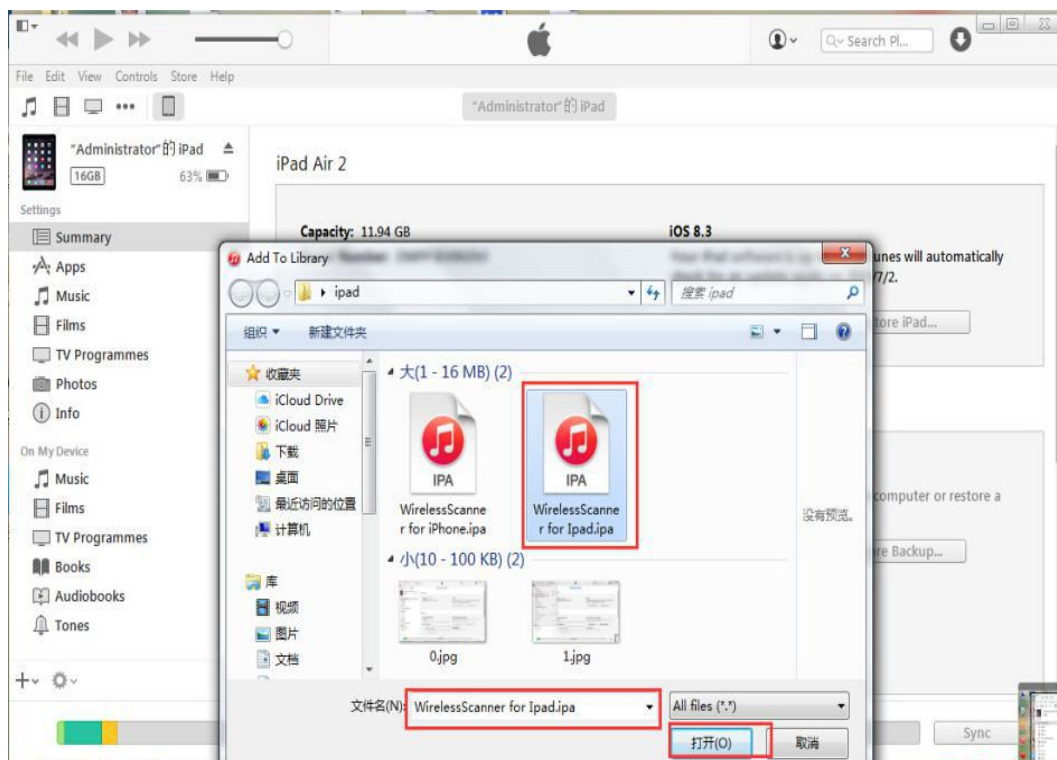 Search Pl...
File Edit View Controls Store Help
"Administrator"的 iPad
"Administrator"的 iPad
16GB 63%
iPad Air 2
Settings
Summary
Capacity: 11.94 GB
iOS 8.3
Add To Library
unes will automatically
7/2.
Apps
ipad
搜索 ipad
Music
组织 新建文件夹
tore iPad...
Films
TV Programmes
Photos
Info
收藏夹
iCloud Drive
iCloud 照片
下载
桌面
最近访问的位置
计算机
库
视频
图片
文档
大(1 - 16 MB) (2)
IPA
WirelessScanne
r for iPhone.ipa
IPA
WirelessScanne
r for Ipad.ipa
小(10 - 100 KB) (2)
0.jpg
1.jpg
没有预览。
computer or restore a
re Backup...
On My Device
Music
Films
TV Programmes
Books
Audiobooks
Tones
文件名(N): WirelessScanner for Ipad.ipa
All files (*.*)
打开(O) 取消
Sync